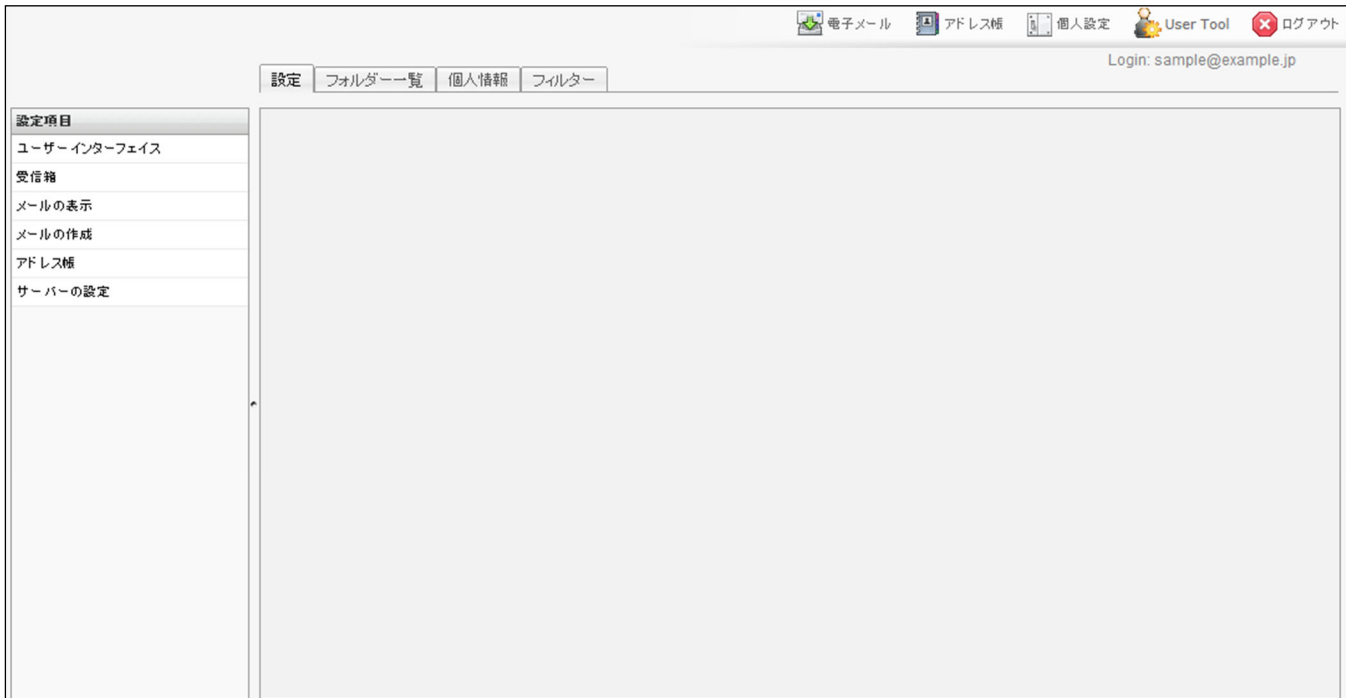 電子メール アドレス帳 個人設定 User Tool ログアウト
Login: sample@example.jp
設定 フォルダー一覧 個人情報 フィルター
設定項目
ユーザーインターフェイス
受信箱
メールの表示
メールの作成
アドレス帳
サーバーの設定